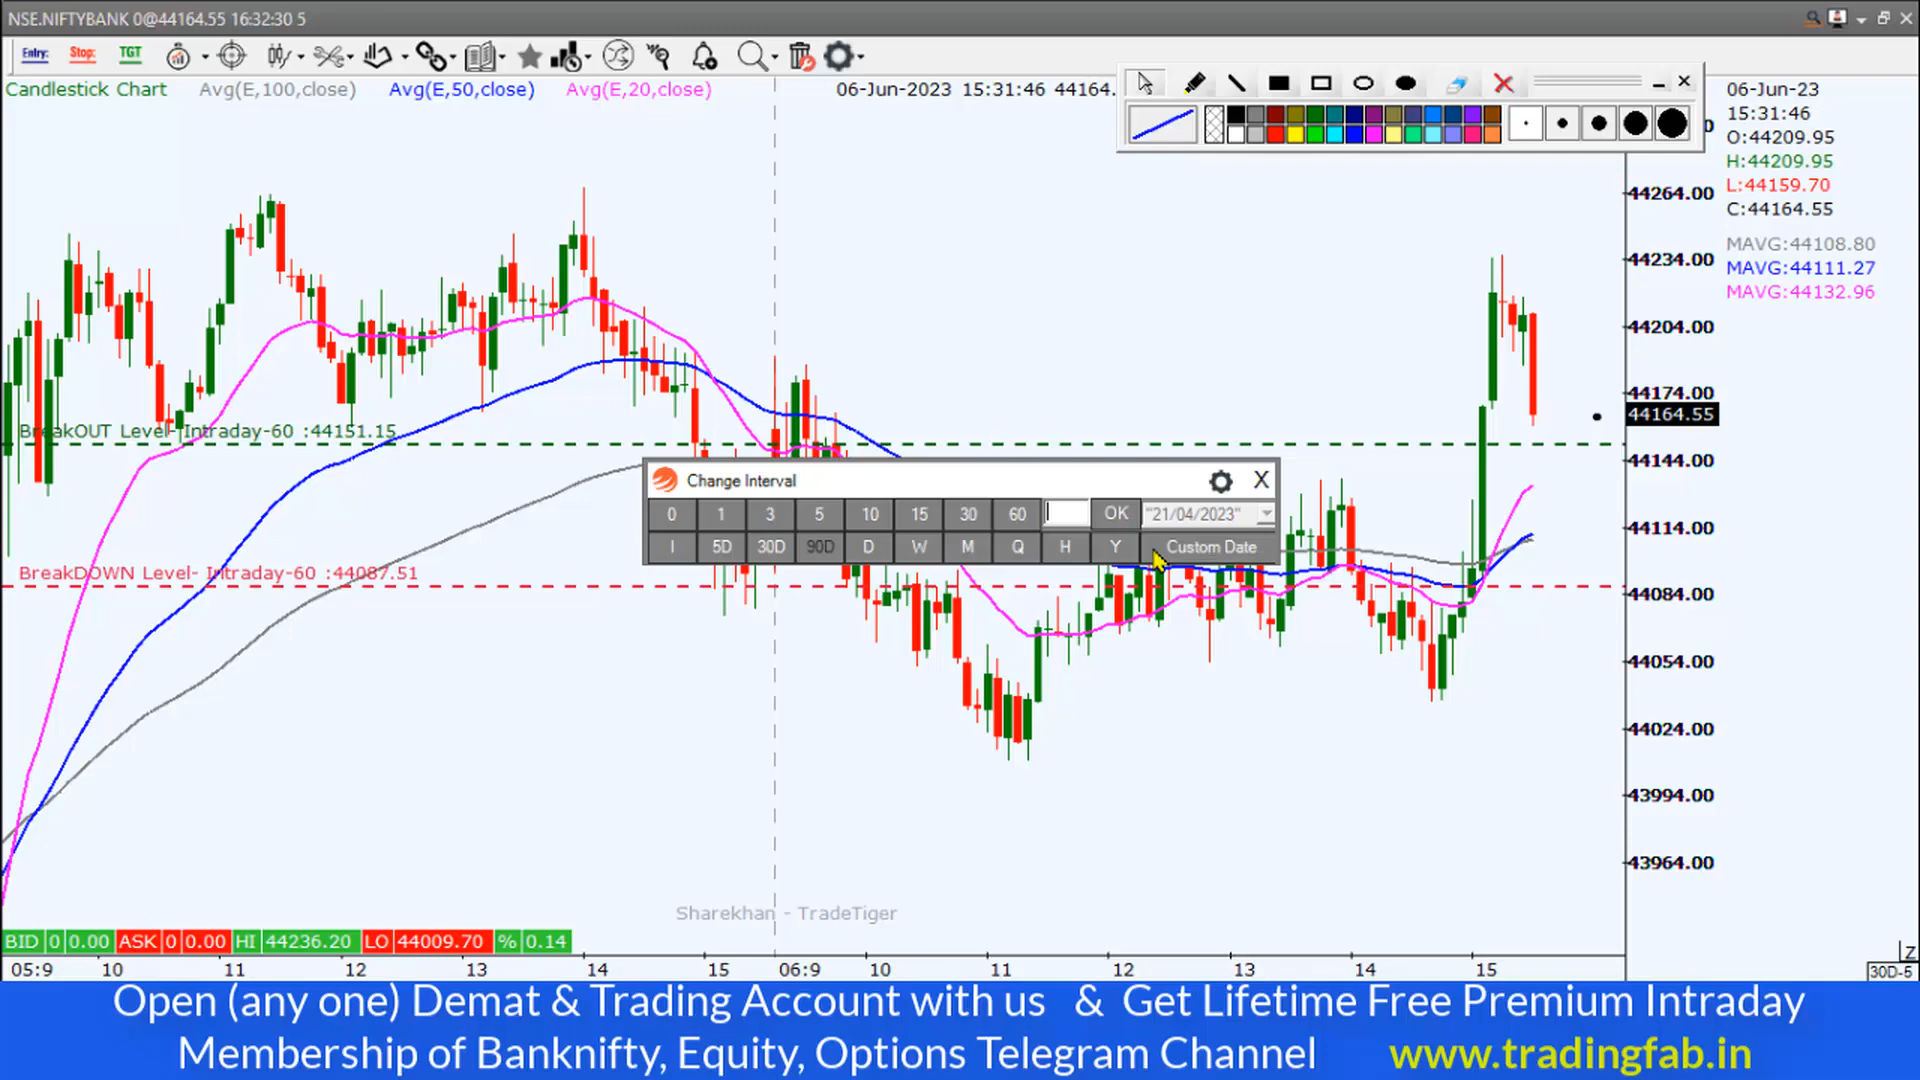 NSE.NIFTYBANK 0@44164.55 16:32:30 5
Entry: Stop: TGT
Candlestick Chart Avg(E,100,close) Avg(E,50,close) Avg(E,20,close) 06-Jun-2023 15:31:46 44164.
06-Jun-23
15:31:46
O:44209.95
H:44209.95
L:44159.70
C:44164.55
MAVG:44108.80
MAVG:44111.27
MAVG:44132.96
44264.00
44234.00
44204.00
44174.00
44164.55
44144.00
44114.00
44084.00
44054.00
44024.00
43994.00
43964.00
BreakOUT Level- Intraday-60 :44151.15
BreakDOWN Level- Intraday-60 :44087.51
Change Interval X
0 1 3 5 10 15 30 60 OK "21/04/2023"
I 5D 30D 90D D W M Q H Y Custom Date
Sharekhan - TradeTiger
BID 0 0.00 ASK 0 0.00 HI 44236.20 LO 44009.70 % 0.14
05:9 10 11 12 13 14 15 06:9 10 11 12 13 14 15
Z
30D-5
Open (any one) Demat & Trading Account with us & Get Lifetime Free Premium Intraday
Membership of Banknifty, Equity, Options Telegram Channel www.tradingfab.in